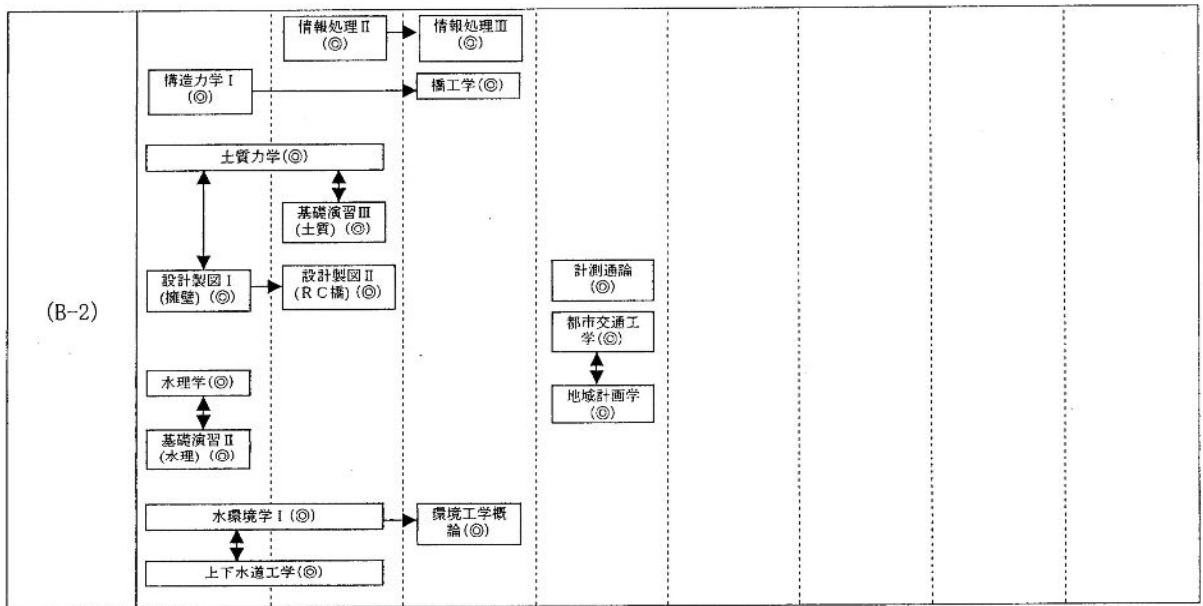 情報処理Ⅱ
(◎)
情報処理Ⅲ
(◎)
構造力学Ⅰ
(◎)
橋工学(◎)
土質力学(◎)
基礎演習Ⅲ
(土質) (◎)
設計製図Ⅰ
(擁壁) (◎)
設計製図Ⅱ
(ＲＣ橋) (◎)
計測通論
(◎)
(B-2)
都市交通工
学(◎)
水理学(◎)
地域計画学
(◎)
基礎演習Ⅱ
(水理) (◎)
水環境学Ⅰ(◎)
環境工学概
論(◎)
上下水道工学(◎)